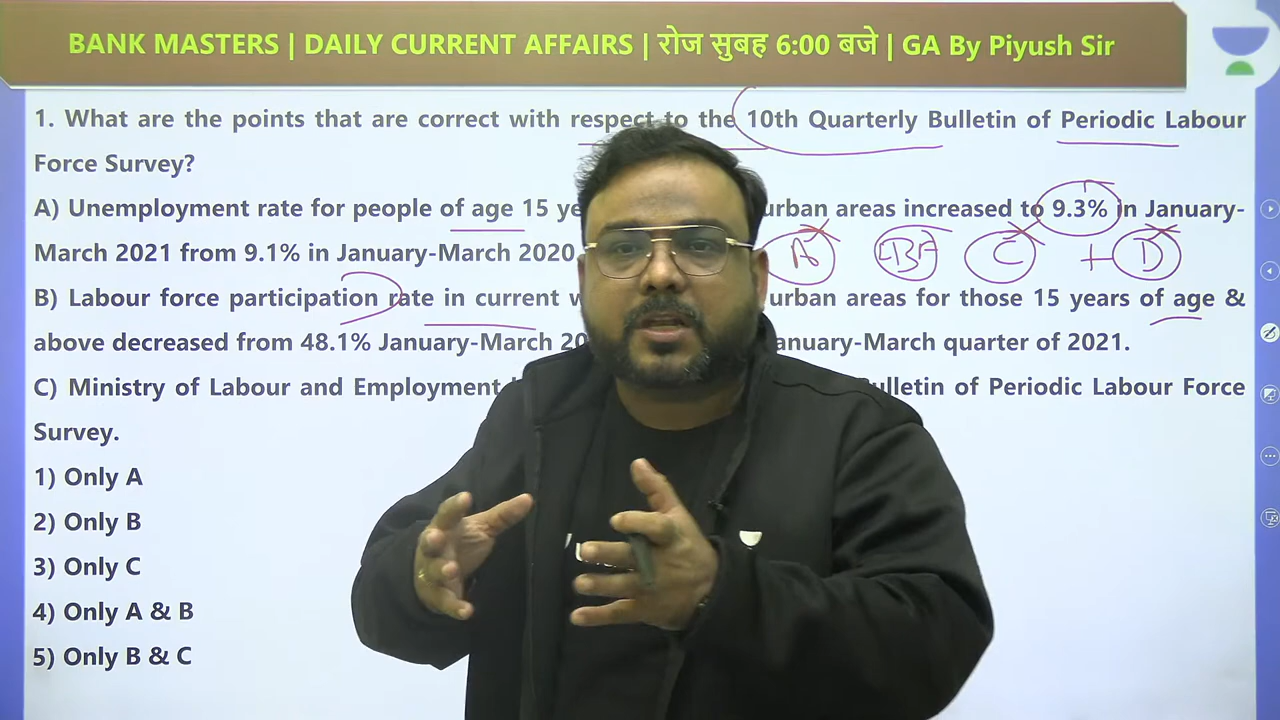 BANK MASTERS | DAILY CURRENT AFFAIRS | रोज सुबह 6:00 बजे | GA By Piyush Sir
1. What are the points that are correct with respect to the 10th Quarterly Bulletin of Periodic Labour
Force Survey?
A) Unemployment rate for people of age 15 urban areas increased to 9.3% in January-
March 2021 from 9.1% in January-March 2020 A B C + D
B) Labour force participation rate in current urban areas for those 15 years of age &
above decreased from 48.1% January-March January-March quarter of 2021.
C) Ministry of Labour and Employment Bulletin of Periodic Labour Force
Survey.
1) Only A
2) Only B
3) Only C
4) Only A & B
5) Only B & C